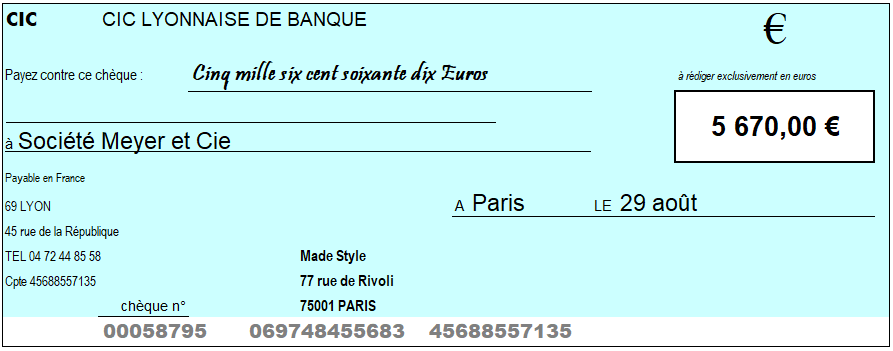 CIC CIC LYONNAISE DE BANQUE €
Payez contre ce chèque : Cinq mille six cent soixante dix Euros à rédiger exclusivement en euros
5 670,00 €
à Société Meyer et Cie
Payable en France
69 LYON A Paris LE 29 août
45 rue de la République
TEL 04 72 44 85 58 Made Style
Cpte 45688557135 77 rue de Rivoli
chèque n° 75001 PARIS
00058795 069748455683 45688557135